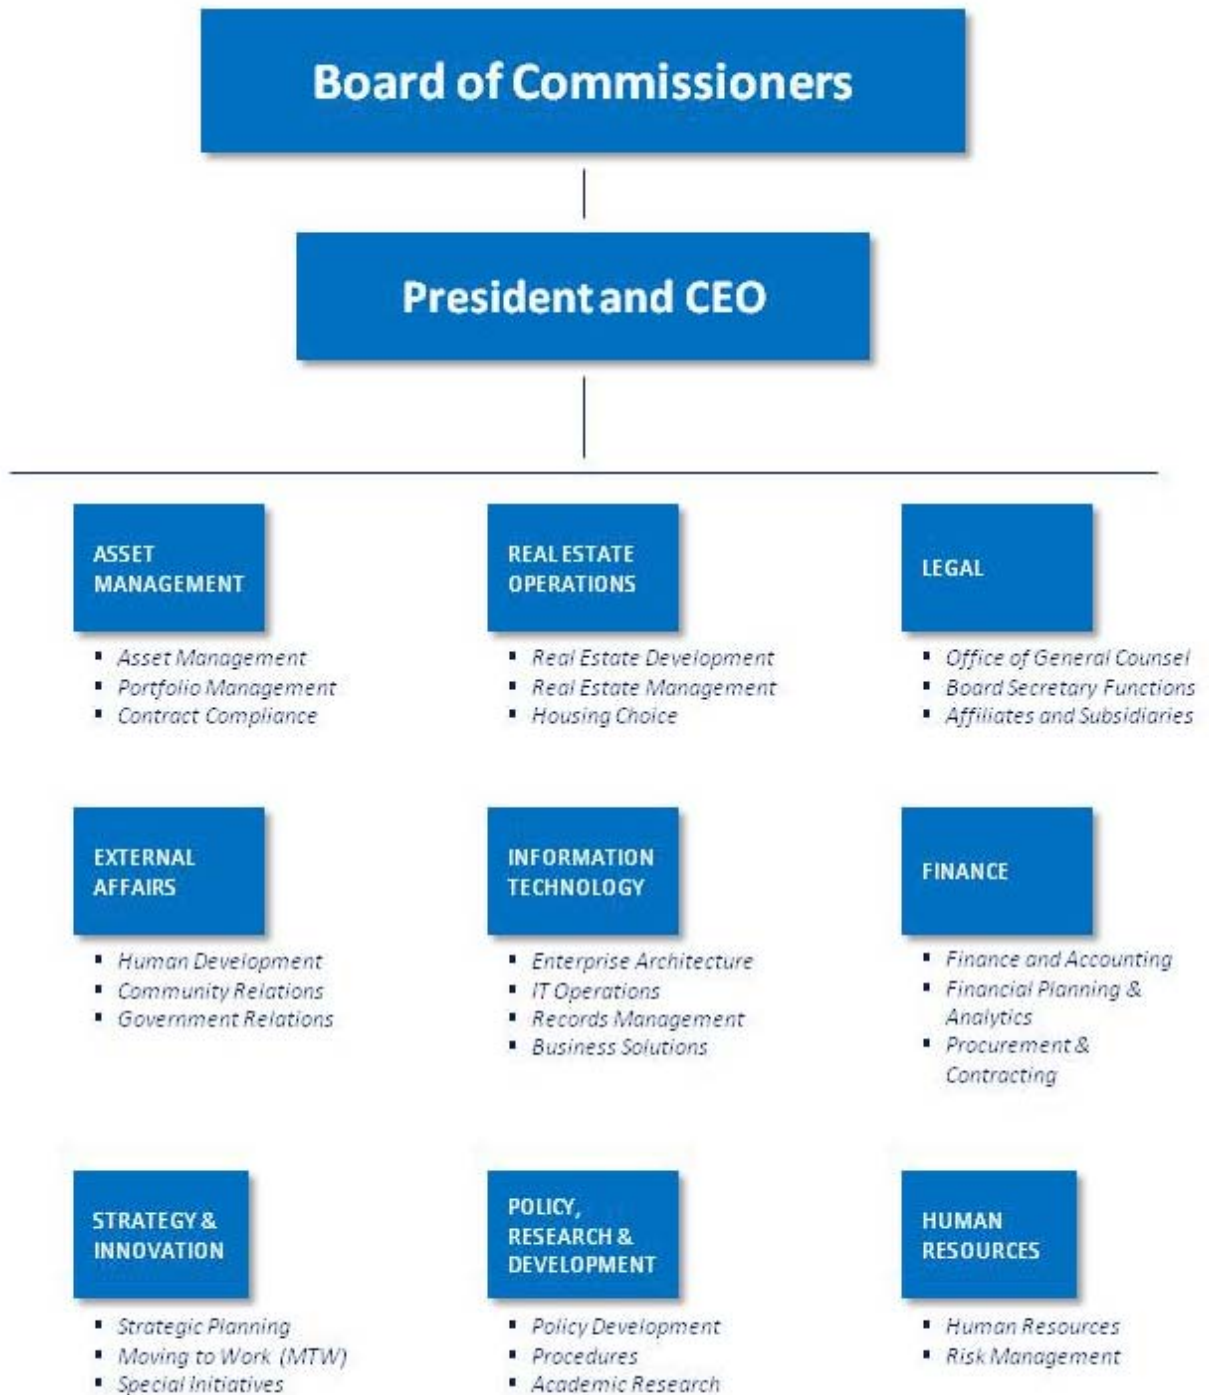 Board of Commissioners
President and CEO
ASSET
MANAGEMENT
▪ Asset Management
▪ Portfolio Management
▪ Contract Compliance
REAL ESTATE
OPERATIONS
▪ Real Estate Development
▪ Real Estate Management
▪ Housing Choice
LEGAL
▪ Office of General Counsel
▪ Board Secretary Functions
▪ Affiliates and Subsidiaries
EXTERNAL
AFFAIRS
▪ Human Development
▪ Community Relations
▪ Government Relations
INFORMATION
TECHNOLOGY
▪ Enterprise Architecture
▪ IT Operations
▪ Records Management
▪ Business Solutions
FINANCE
▪ Finance and Accounting
▪ Financial Planning &
Analytics
▪ Procurement &
Contracting
STRATEGY &
INNOVATION
▪ Strategic Planning
▪ Moving to Work (MTW)
▪ Special Initiatives
POLICY,
RESEARCH &
DEVELOPMENT
▪ Policy Development
▪ Procedures
▪ Academic Research
HUMAN
RESOURCES
▪ Human Resources
▪ Risk Management